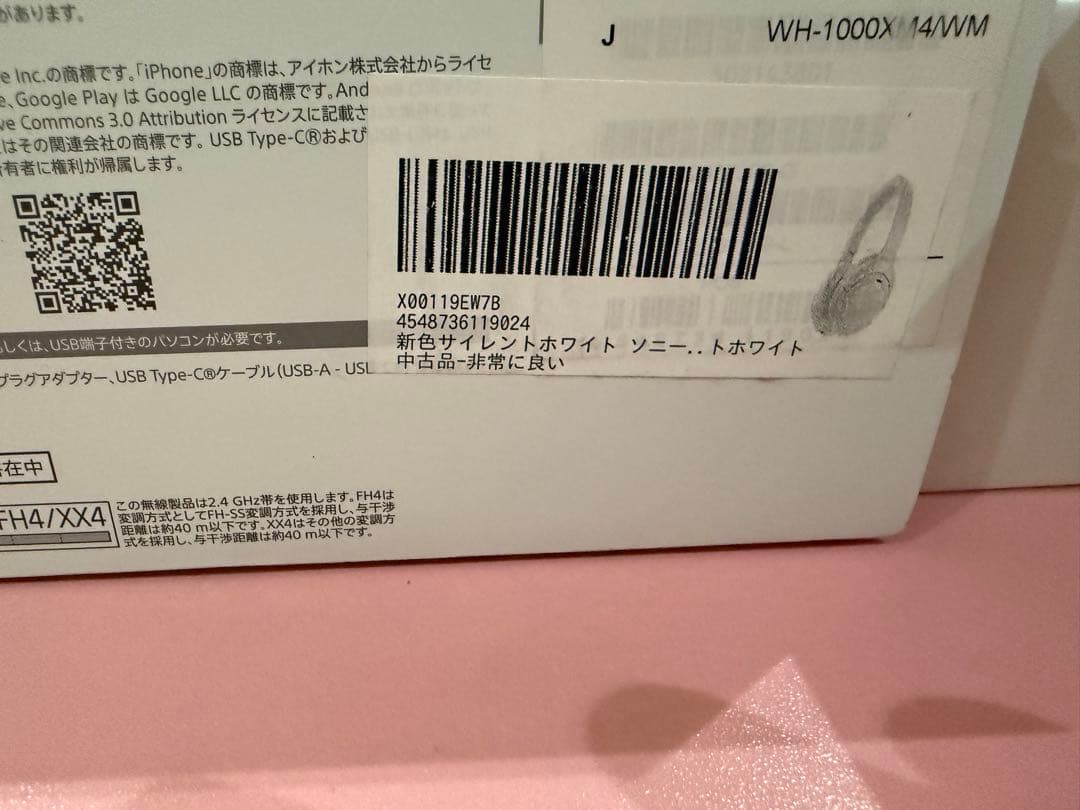 があります。
J
WH-1000XM4/WM
e Inc.の商標です。「iPhone」の商標は、アイホン株式会社からライセ
e、Google Play は Google LLC の商標です。And
ve Commons 3.0 Attribution ライセンスに記載さ
はその関連会社の商標です。 USB Type-C®および
有者に権利が帰属します。
X00119EW7B
4548736119024
新色サイレントホワイト ソニー..トホワイト
中古品-非常に良い
しくは、USB端子付きのパソコンが必要です。
プラグアダプター、USB Type-C®ケーブル(USB-A - USI
在中
FH4/XX4
この無線製品は2.4 GHz帯を使用します。FH4は
変調方式としてFH-SS変調方式を採用し、与干渉
距離は約40 m以下です。XX4はその他の変調方
式を採用し、与干渉距離は約40 m以下です。